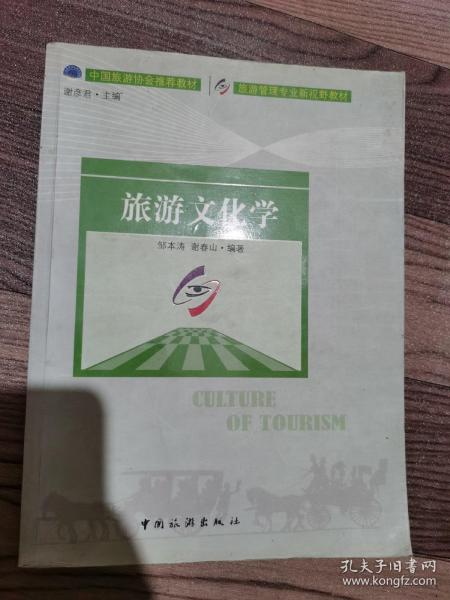 中国旅游协会推荐教材
旅游管理专业新视野教材
谢彦君·主编
旅游文化学
邹本涛 谢春山·编著
CULTURE
OF TOURISM
中国旅游出版社
孔夫子旧书网
www.kongfz.com